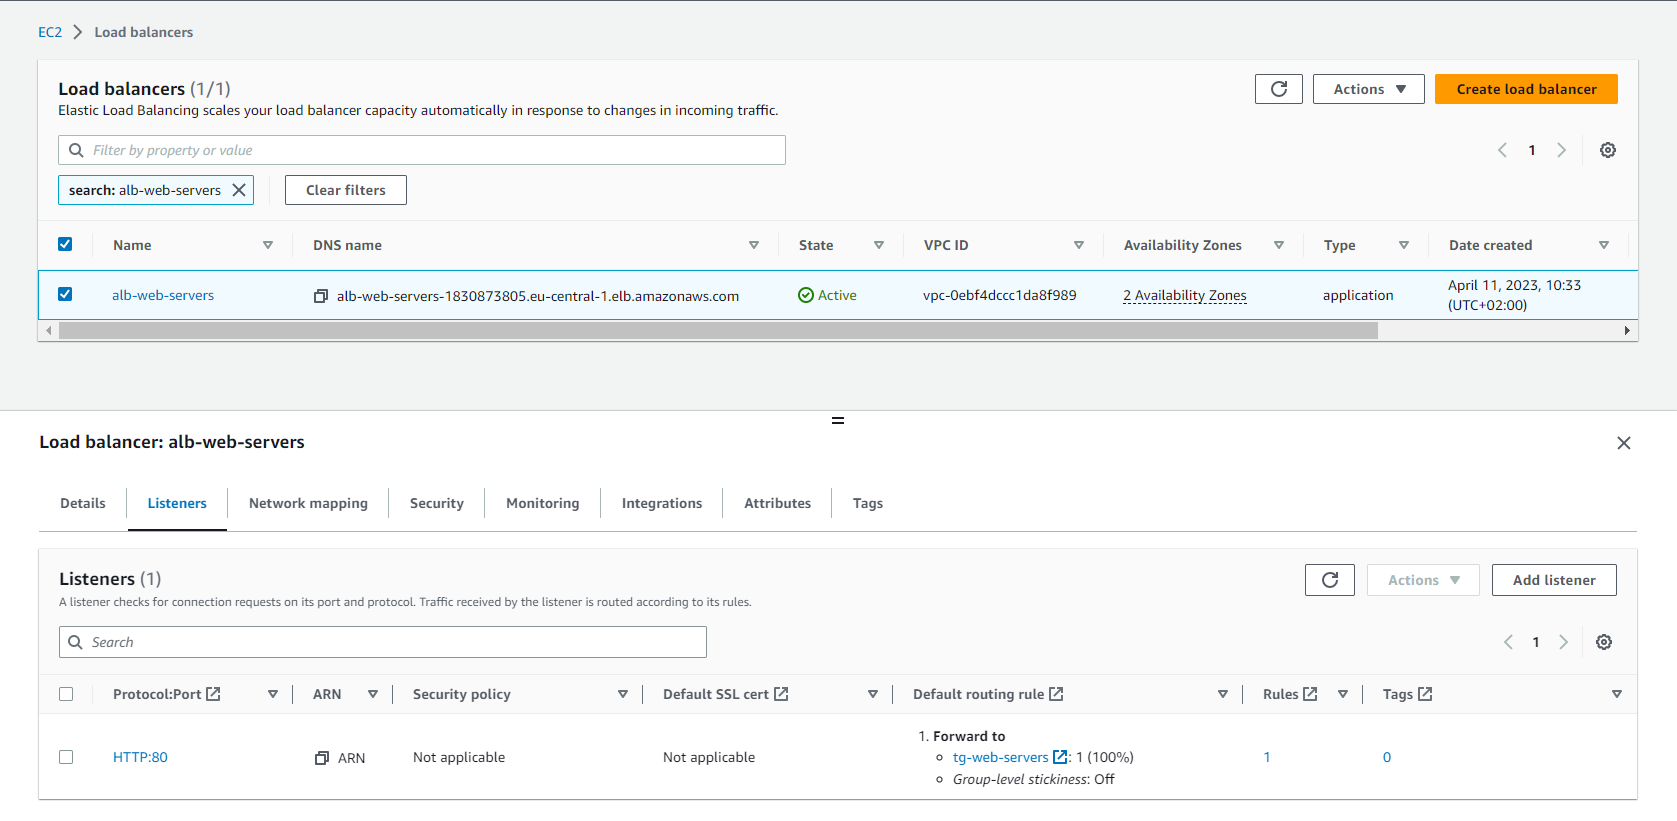 EC2 Load balancers
Load balancers (1/1)
Elastic Load Balancing scales your load balancer capacity automatically in response to changes in incoming traffic.
Actions Create load balancer
Filter by property or value
1
search: alb-web-servers Clear filters
Name DNS name State VPC ID Availability Zones Type Date created
alb-web-servers alb-web-servers-1830873805.eu-central-1.elb.amazonaws.com Active vpc-0ebf4dccc1da8f989 2 Availability Zones application April 11, 2023, 10:33
(UTC+02:00)
Load balancer: alb-web-servers
Details Listeners Network mapping Security Monitoring Integrations Attributes Tags
Listeners (1)
A listener checks for connection requests on its port and protocol. Traffic received by the listener is routed according to its rules.
Actions Add listener
Search
1
Protocol:Port ARN Security policy Default SSL cert Default routing rule Rules Tags
1. Forward to
HTTP:80 ARN Not applicable Not applicable tg-web-servers : 1 (100%) 1 0
Group-level stickiness: Off